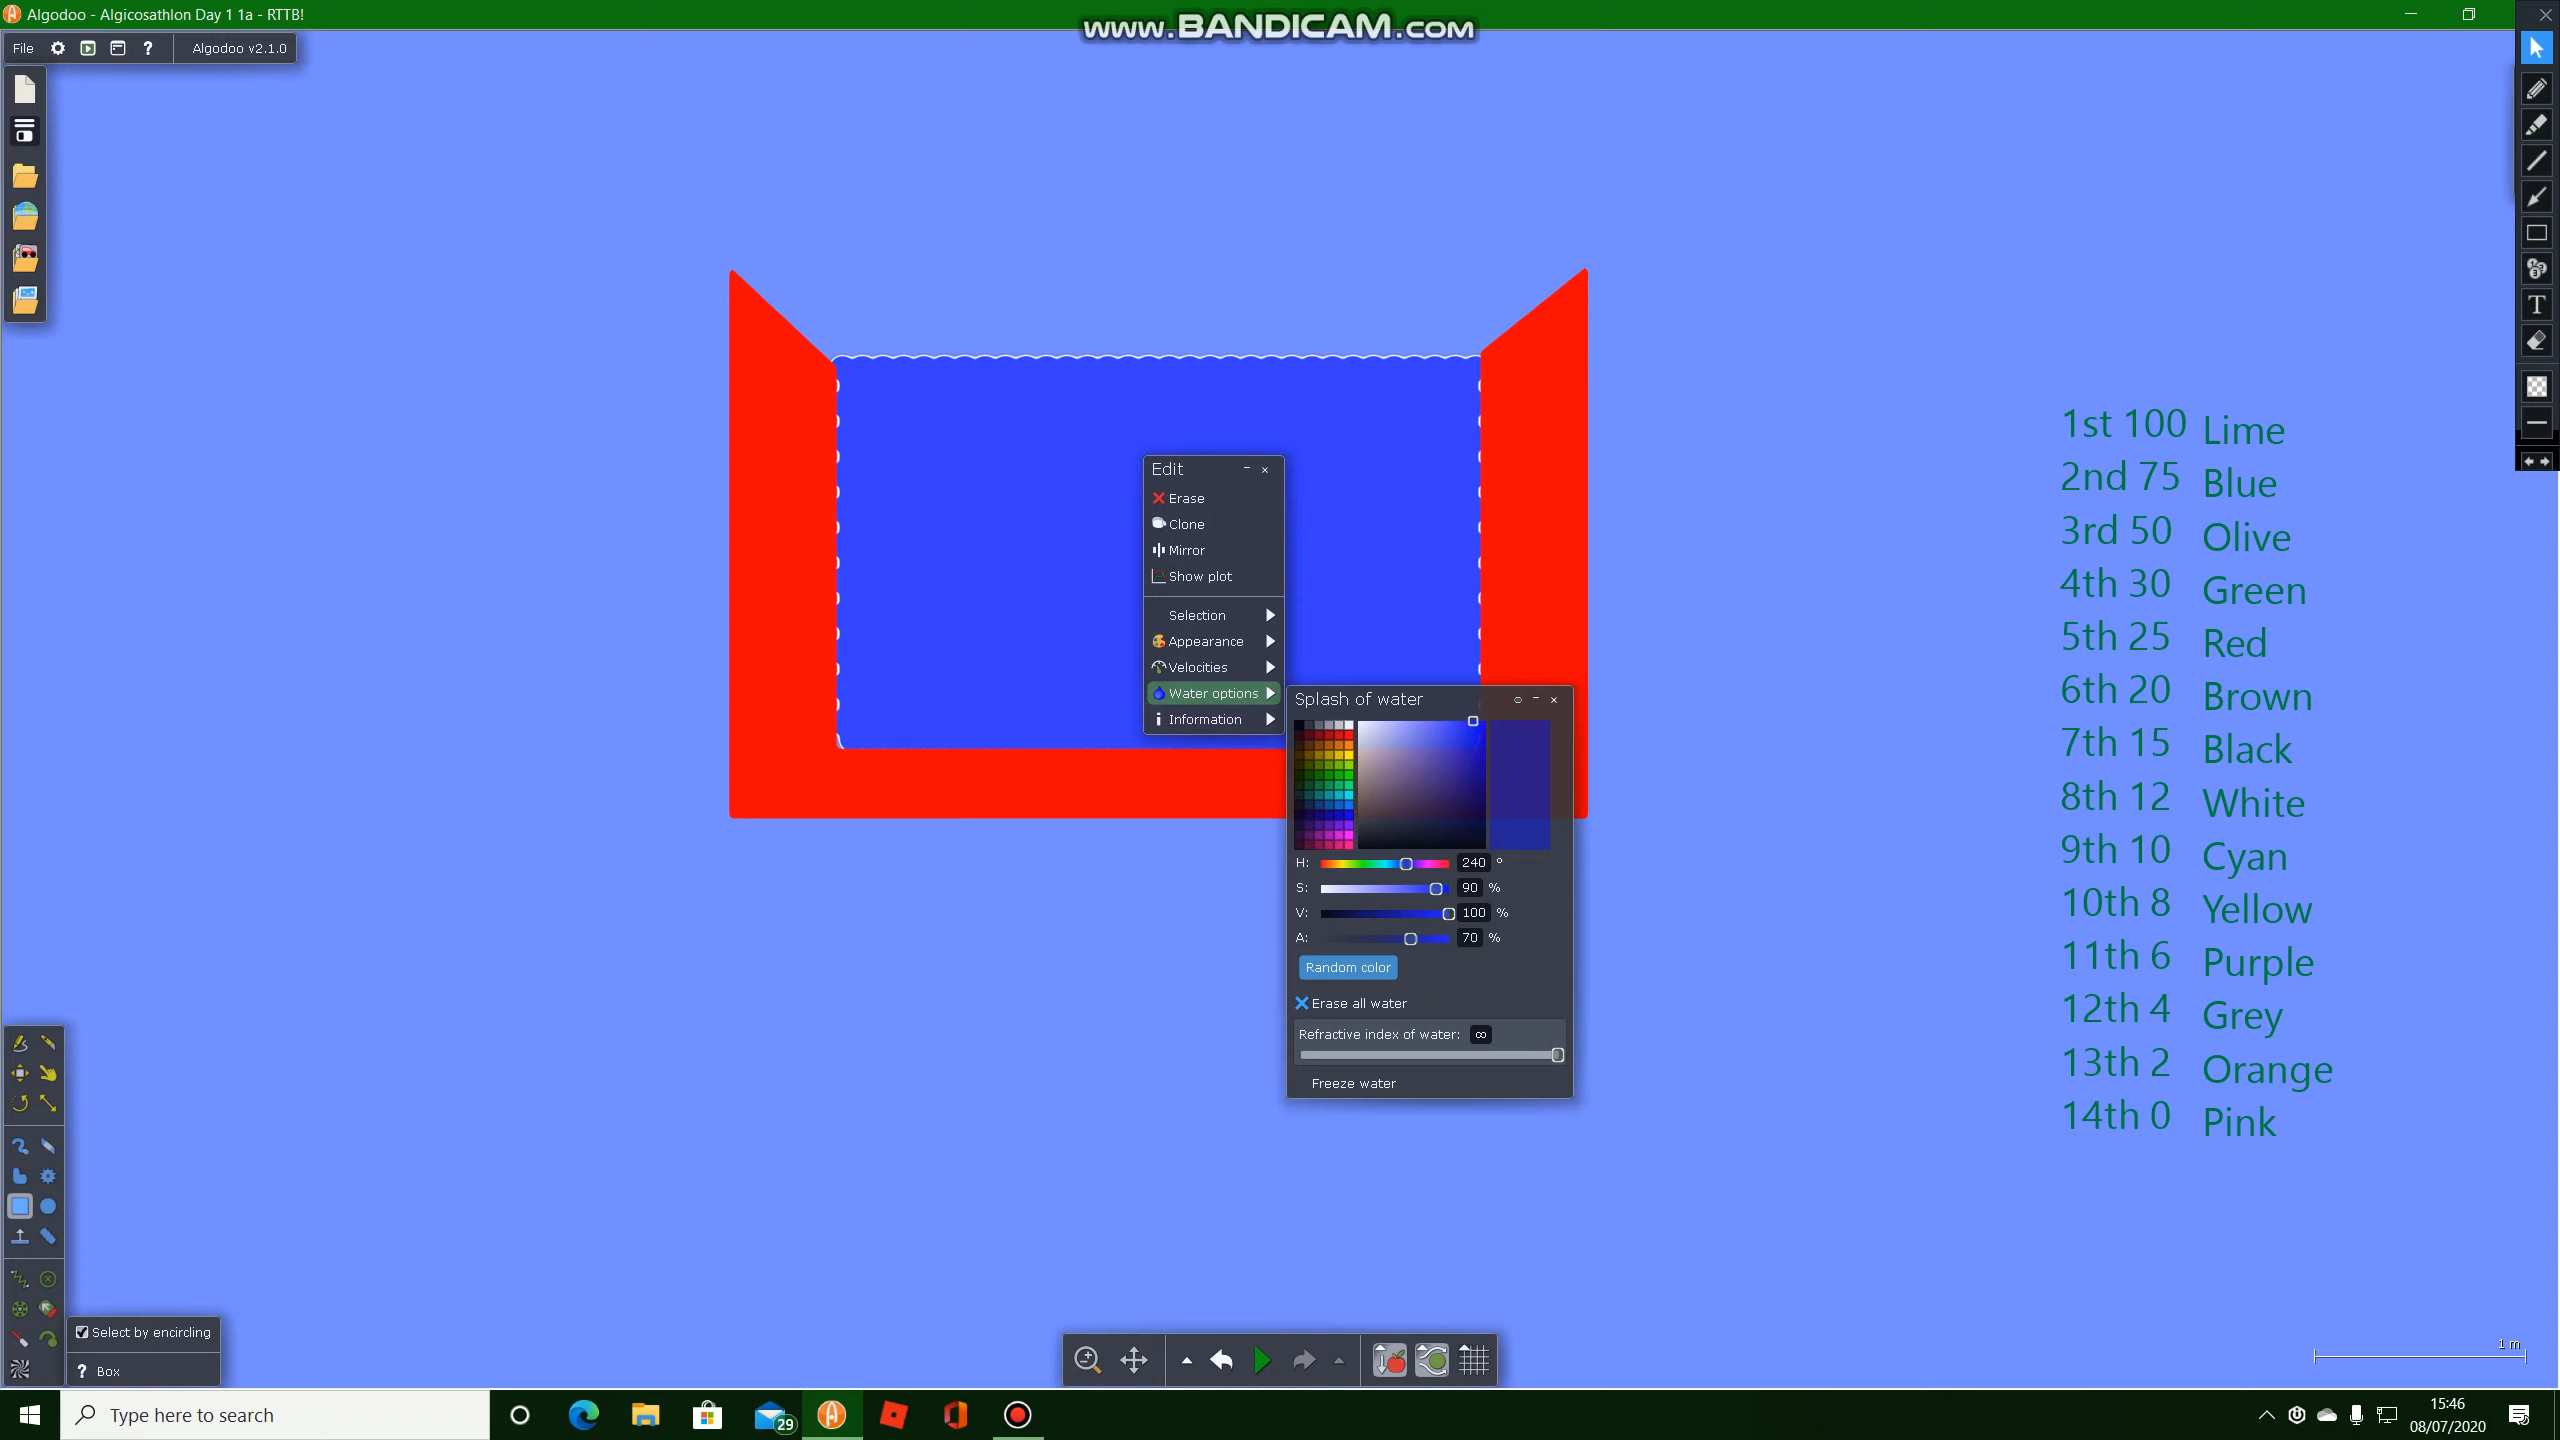 Algodoo - Algicosathlon Day 1 1a - RTTB!
www.BANDICAM.com
File ? Algodoo v2.1.0
1st 100 Lime
2nd 75 Blue
3rd 50 Olive
4th 30 Green
5th 25 Red
6th 20 Brown
7th 15 Black
8th 12 White
9th 10 Cyan
10th 8 Yellow
11th 6 Purple
12th 4 Grey
13th 2 Orange
14th 0 Pink
Edit
Erase
Clone
Mirror
Show plot
Selection
Appearance
Velocities
Water options
Information
Splash of water
H: 240 °
S: 90 %
V: 100 %
A: 70 %
Random color
Erase all water
Refractive index of water: ∞
Freeze water
Select by encircling
? Box
1 m
Type here to search
29
15:46
08/07/2020